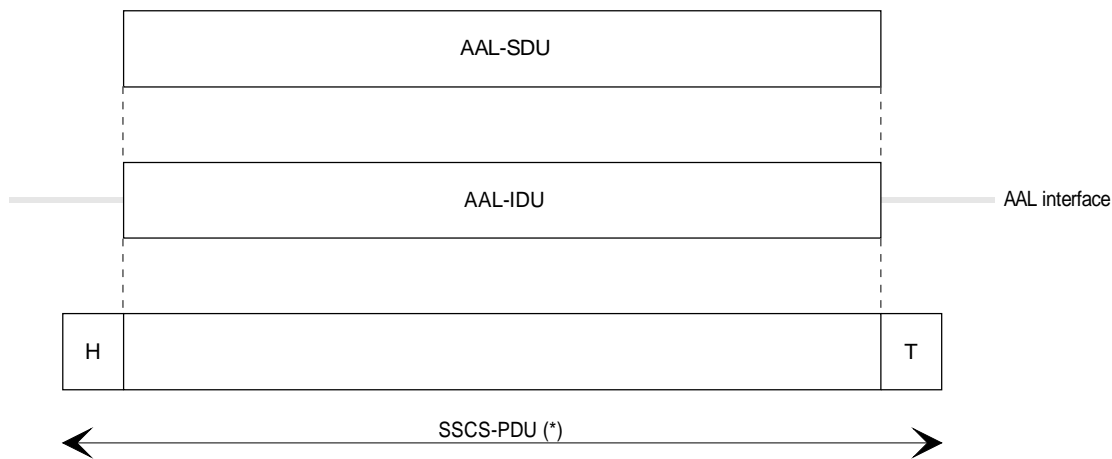 AAL-SDU
AAL-IDU
AAL interface
H
T
SSCS-PDU (*)